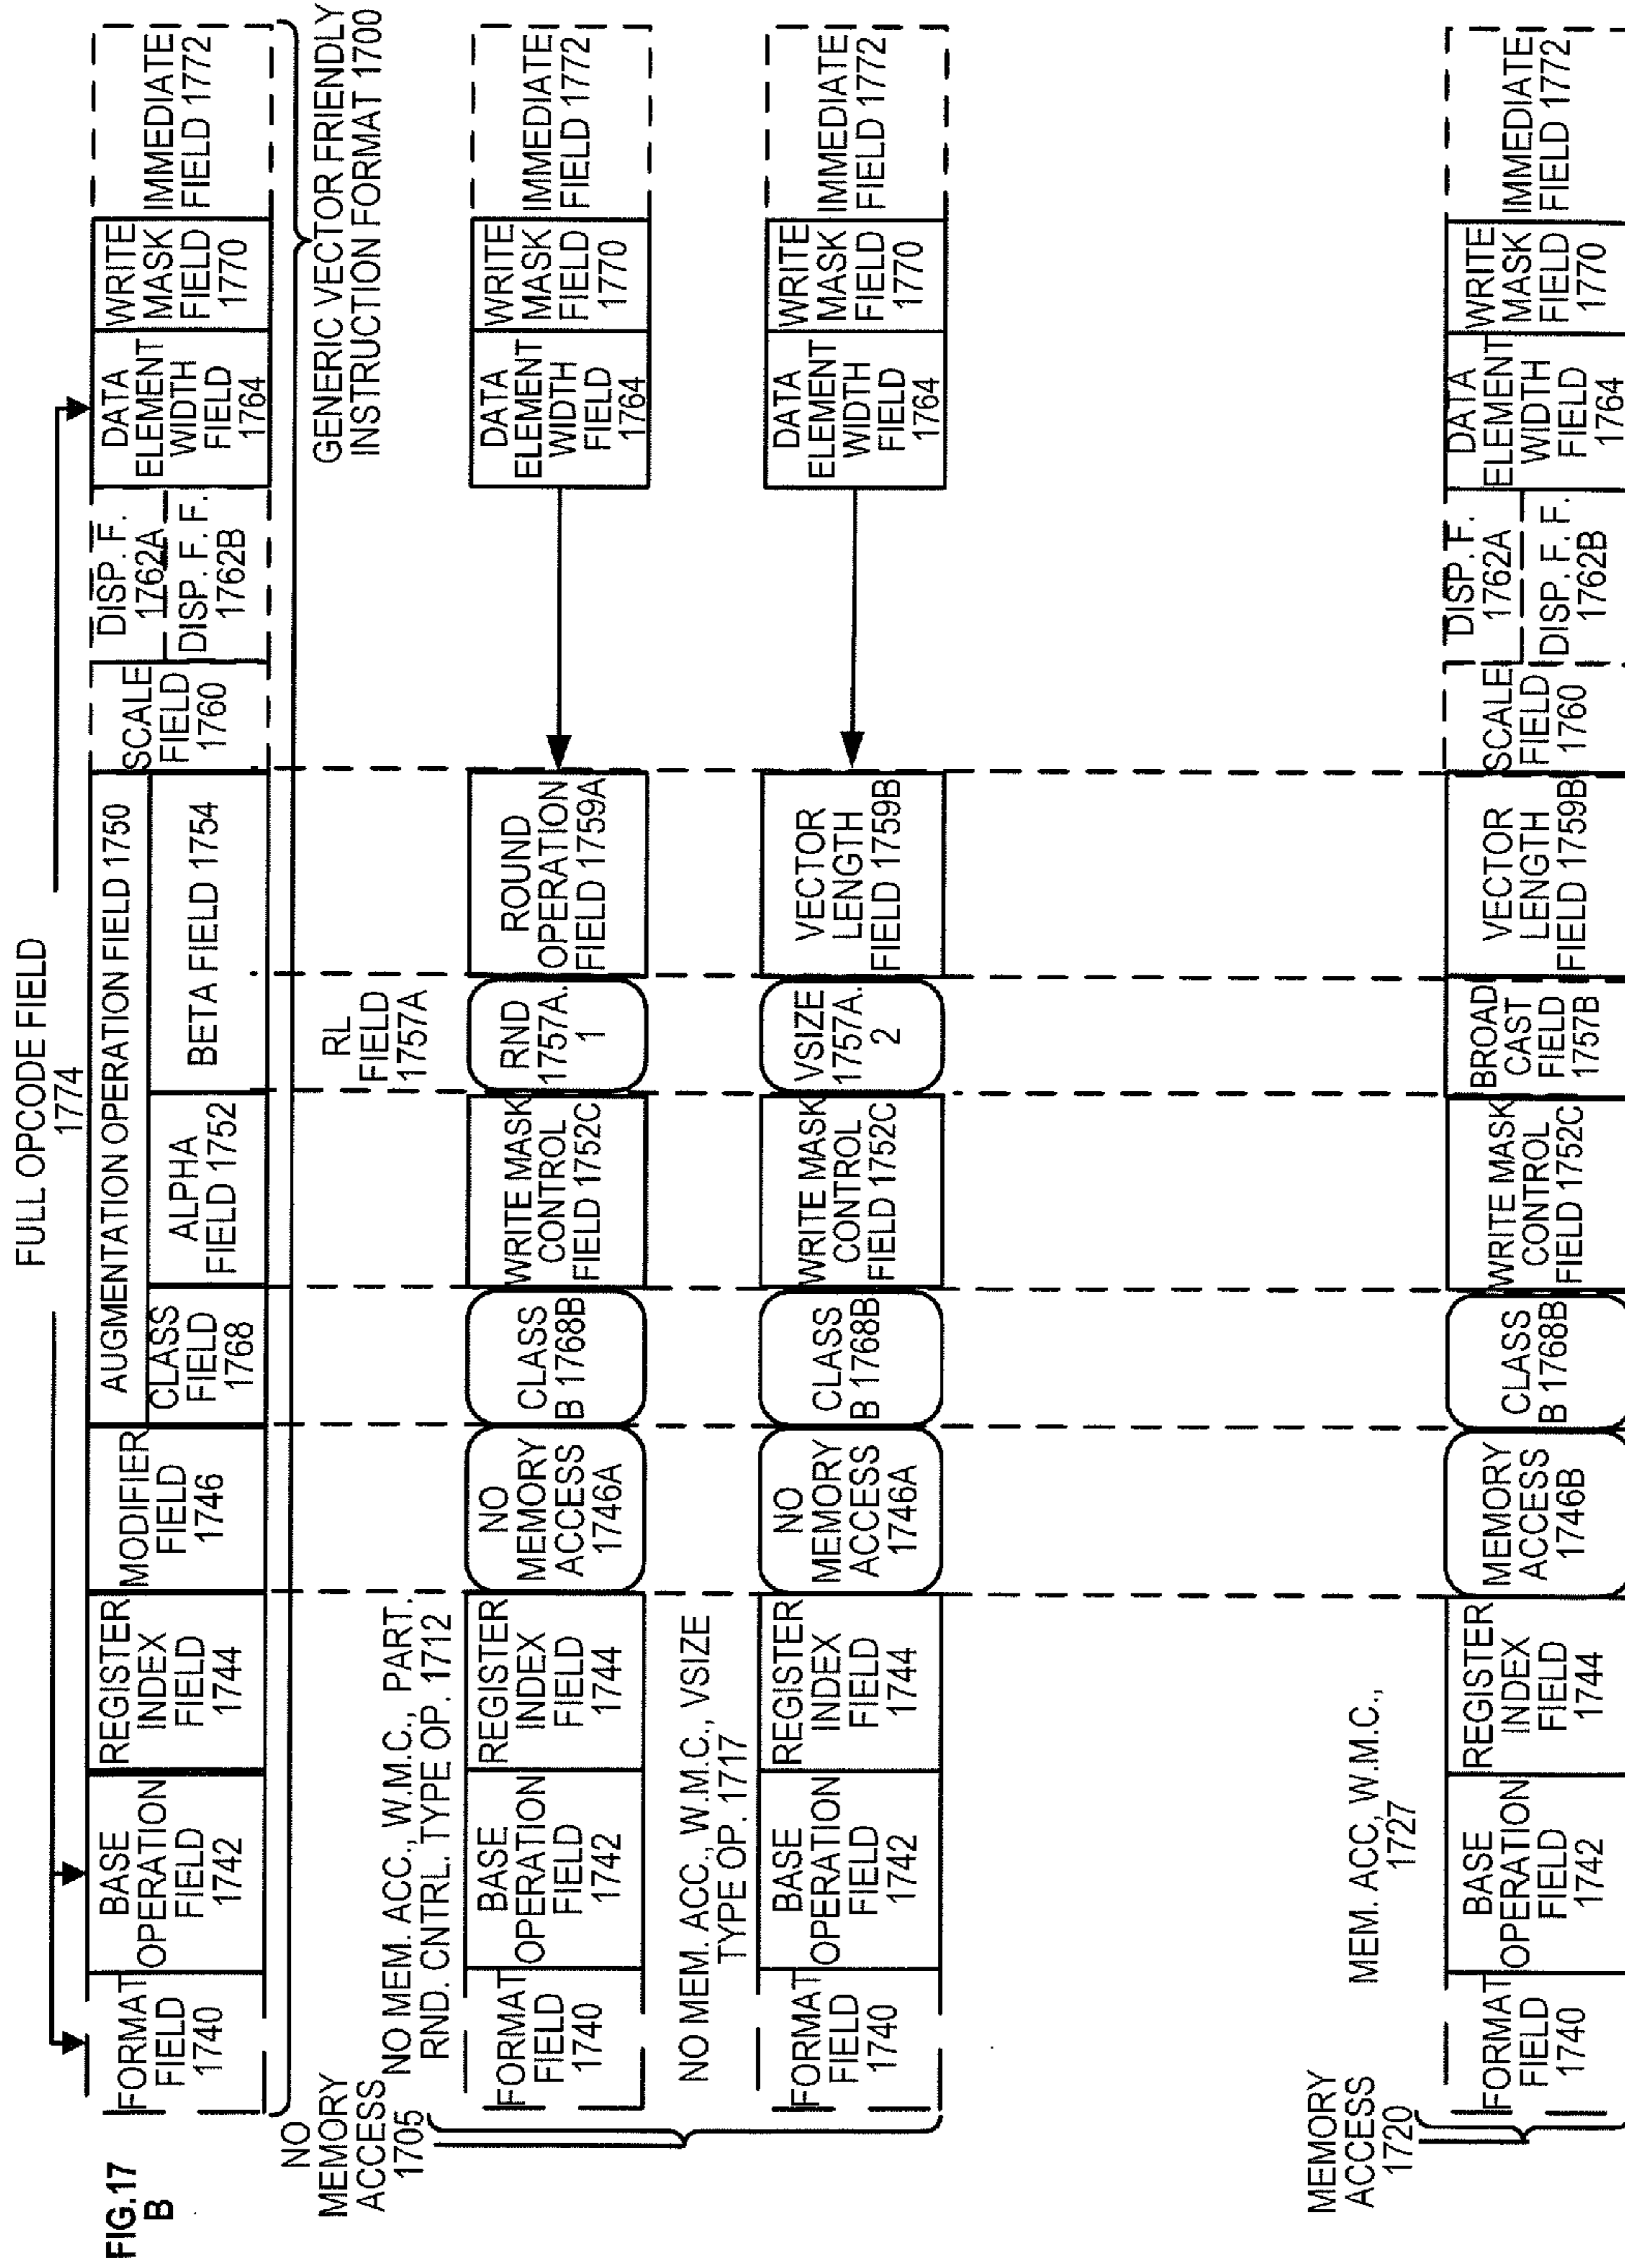 FIG.17
B
FULL OPCODE FIELD
1774
FORMAT
FIELD
1740
BASE
OPERATION
FIELD
1742
REGISTER
INDEX
FIELD
1744
MODIFIER
FIELD
1746
AUGMENTATION OPERATION FIELD 1750
CLASS
FIELD
1768
ALPHA
FIELD 1752
BETA FIELD 1754
SCALE
FIELD
1760
DISP. F.
1762A
DISP. F. F.
1762B
DATA
ELEMENT
WIDTH
FIELD
1764
WRITE
MASK
FIELD
1770
IMMEDIATE
FIELD 1772
GENERIC VECTOR FRIENDLY
INSTRUCTION FORMAT 1700
NO
MEMORY
ACCESS
1705
RL
FIELD
1757A
NO MEM. ACC., W.M.C., PART.
RND. CNTRL. TYPE OP. 1712
FORMAT
FIELD
1740
BASE
OPERATION
FIELD
1742
REGISTER
INDEX
FIELD
1744
NO
MEMORY
ACCESS
1746A
CLASS
B 1768B
WRITE MASK
CONTROL
FIELD 1752C
RND
1757A.
1
ROUND
OPERATION
FIELD 1759A
DATA
ELEMENT
WIDTH
FIELD
1764
WRITE
MASK
FIELD
1770
IMMEDIATE
FIELD 1772
NO MEM. ACC., W.M.C., VSIZE
TYPE OP. 1717
FORMAT
FIELD
1740
BASE
OPERATION
FIELD
1742
REGISTER
INDEX
FIELD
1744
NO
MEMORY
ACCESS
1746A
CLASS
B 1768B
WRITE MASK
CONTROL
FIELD 1752C
VSIZE
1757A.
2
VECTOR
LENGTH
FIELD 1759B
DATA
ELEMENT
WIDTH
FIELD
1764
WRITE
MASK
FIELD
1770
IMMEDIATE
FIELD 1772
MEMORY
ACCESS
1720
MEM. ACC, W.M.C.,
1727
FORMAT
FIELD
1740
BASE
OPERATION
FIELD
1742
REGISTER
INDEX
FIELD
1744
MEMORY
ACCESS
1746B
CLASS
B 1768B
WRITE MASK
CONTROL
FIELD 1752C
BROAD
CAST
FIELD
1757B
VECTOR
LENGTH
FIELD 1759B
SCALE
FIELD
1760
DISP. F.
1762A
DISP. F. F.
1762B
DATA
ELEMENT
WIDTH
FIELD
1764
WRITE
MASK
FIELD
1770
IMMEDIATE
FIELD 1772